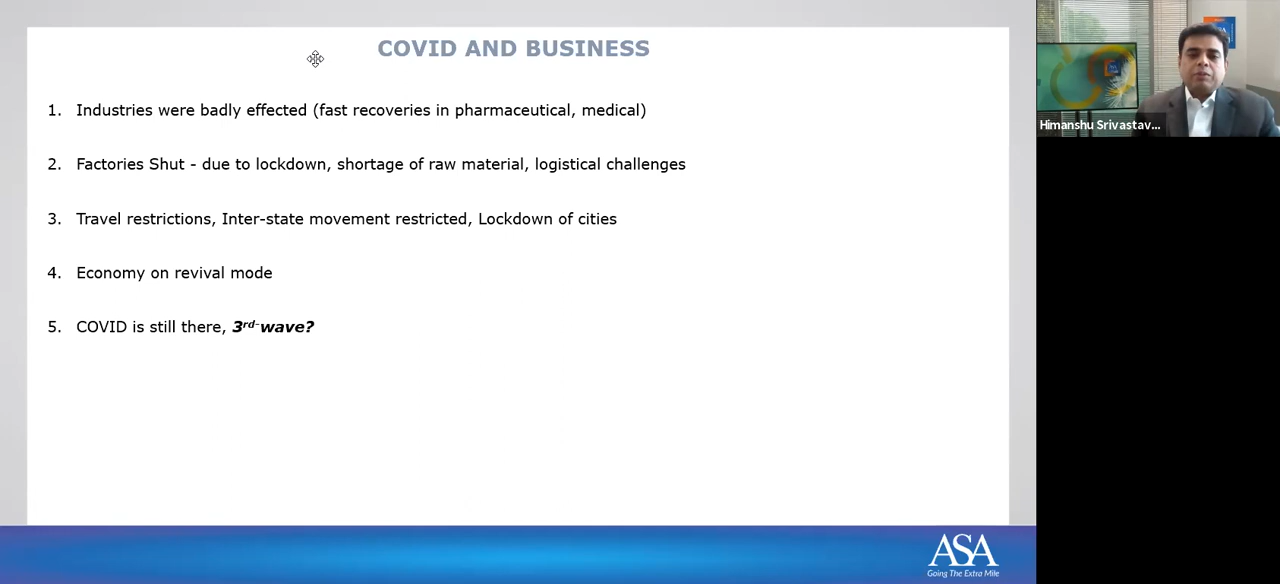 COVID AND BUSINESS
1. Industries were badly effected (fast recoveries in pharmaceutical, medical)
2. Factories Shut - due to lockdown, shortage of raw material, logistical challenges
3. Travel restrictions, Inter-state movement restricted, Lockdown of cities
4. Economy on revival mode
5. COVID is still there, 3rd-wave?
ASA
Going The Extra Mile
Himanshu Srivastav...